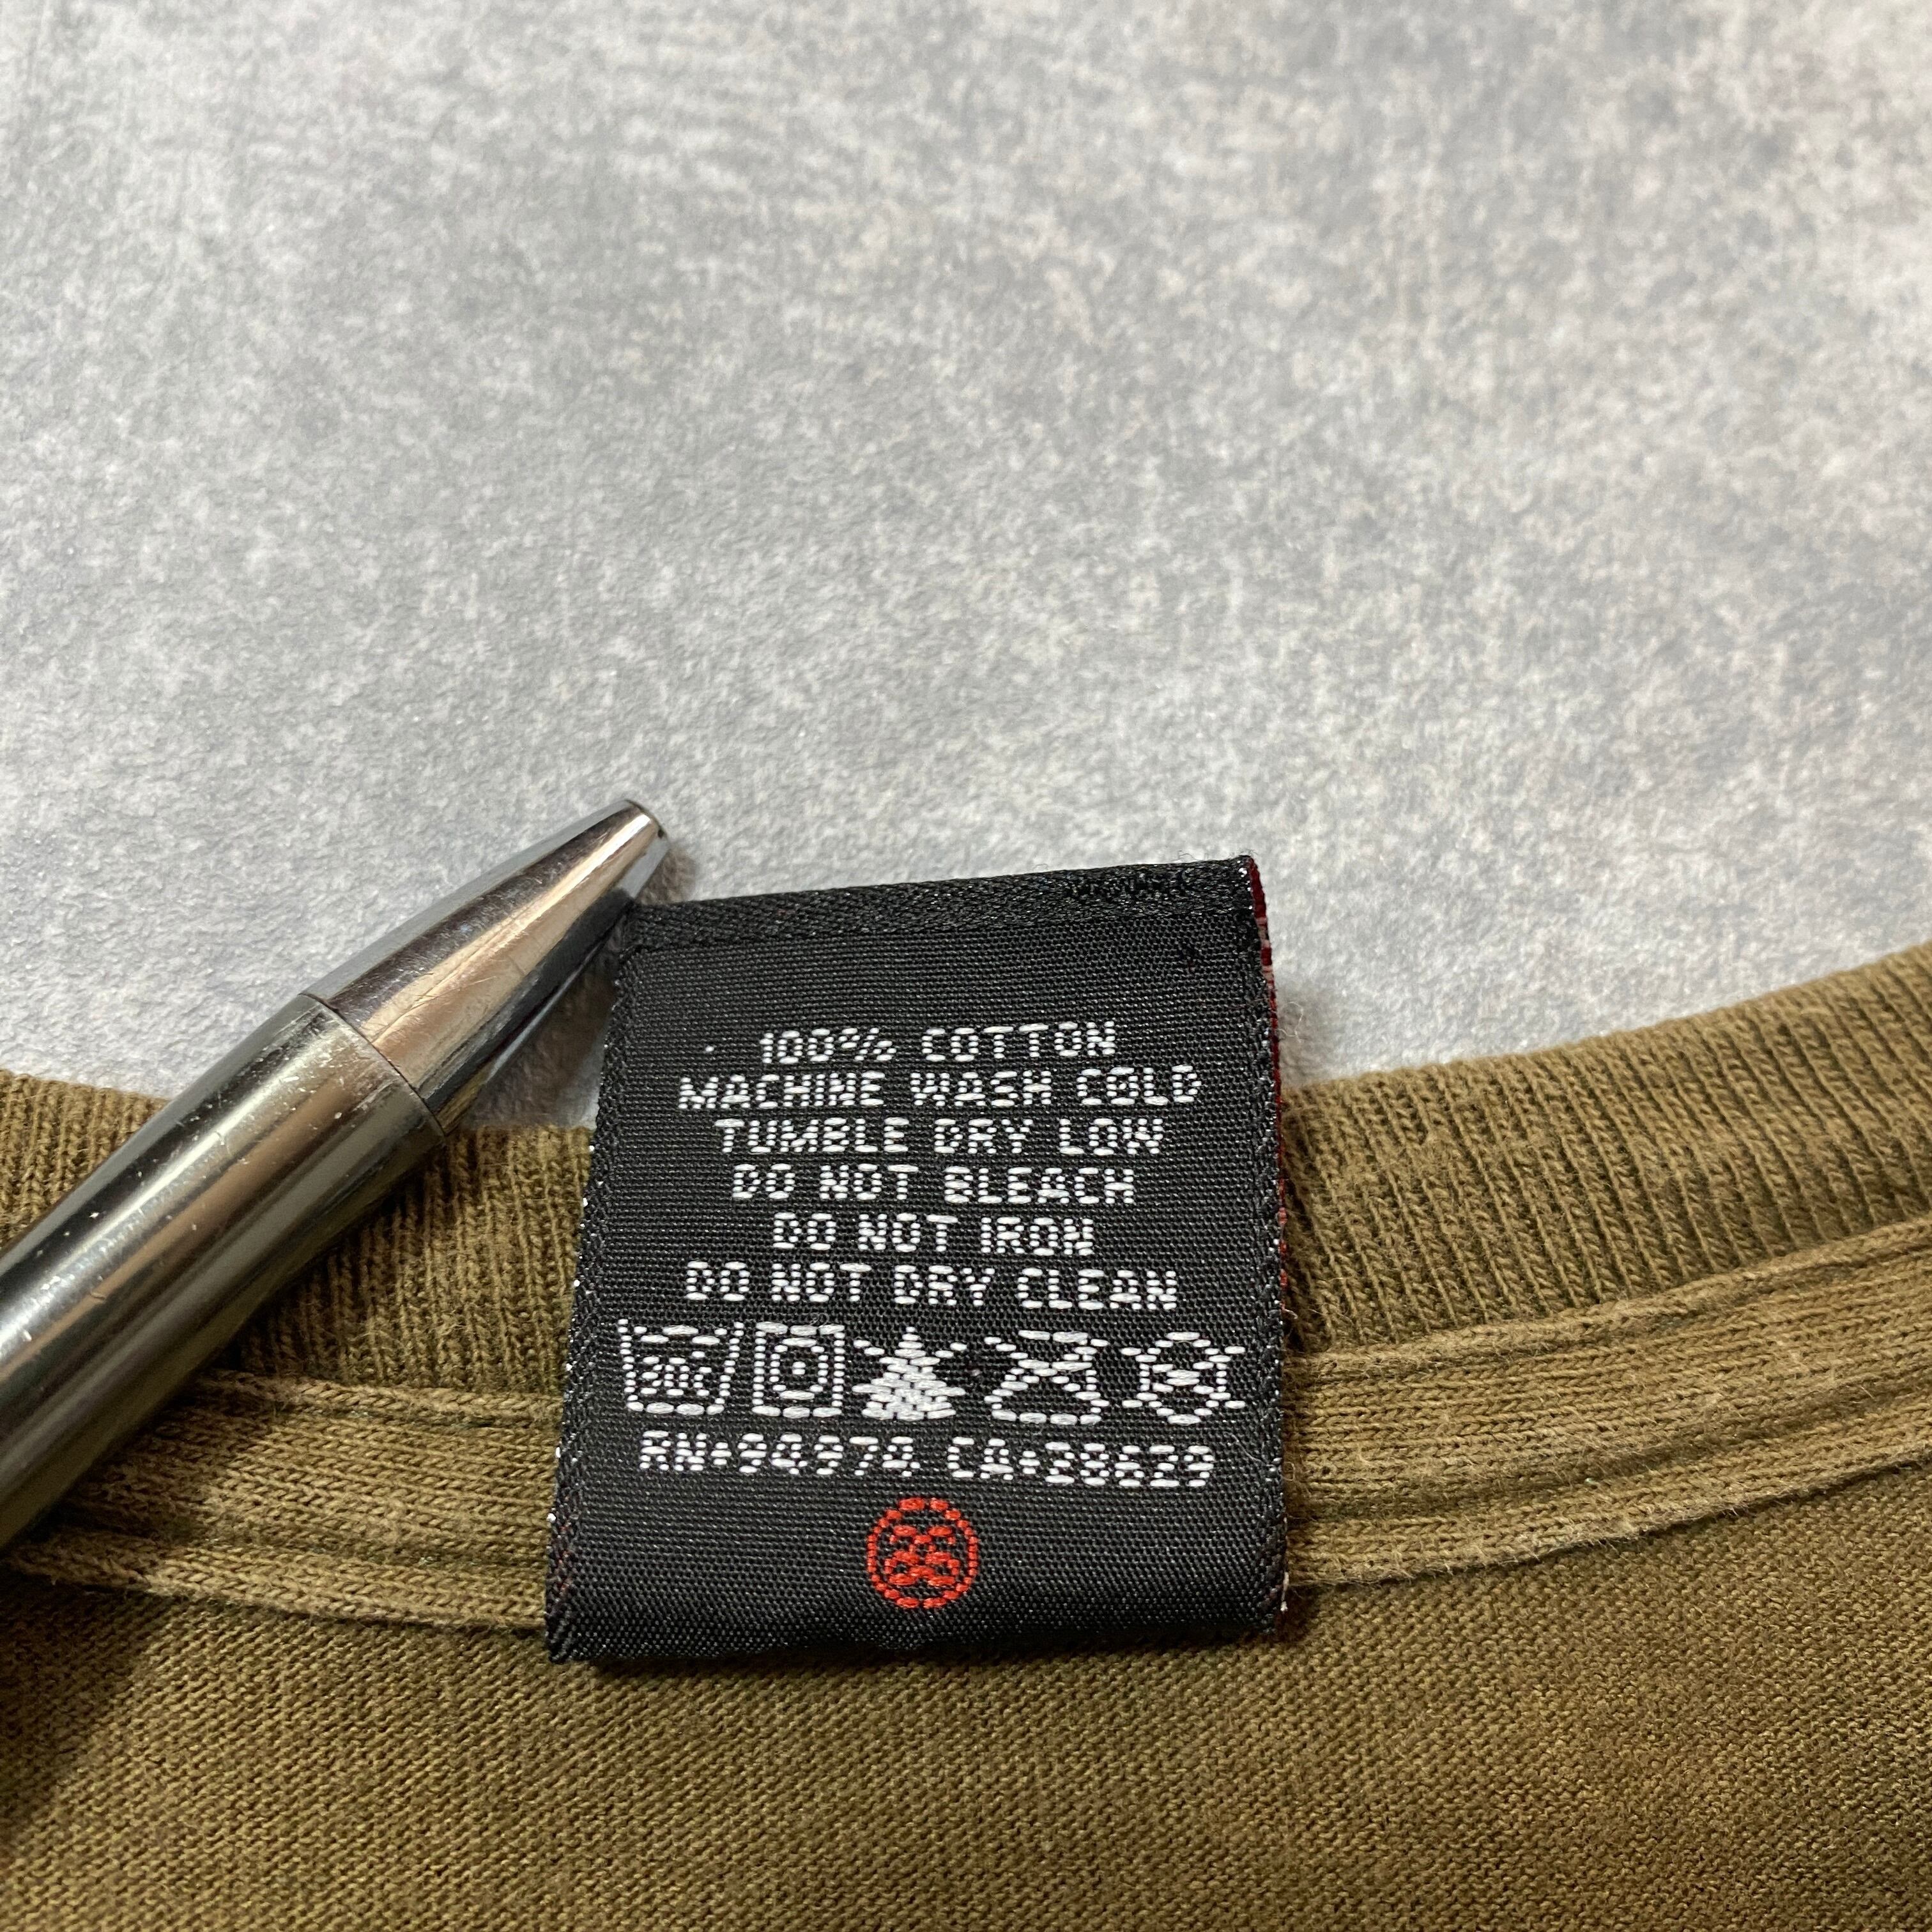 100% COTTON
MACHINE WASH COLD
TUMBLE DRY LOW
DO NOT BLEACH
DO NOT IRON
DO NOT DRY CLEAN
30c
RN•94974 CA•28629